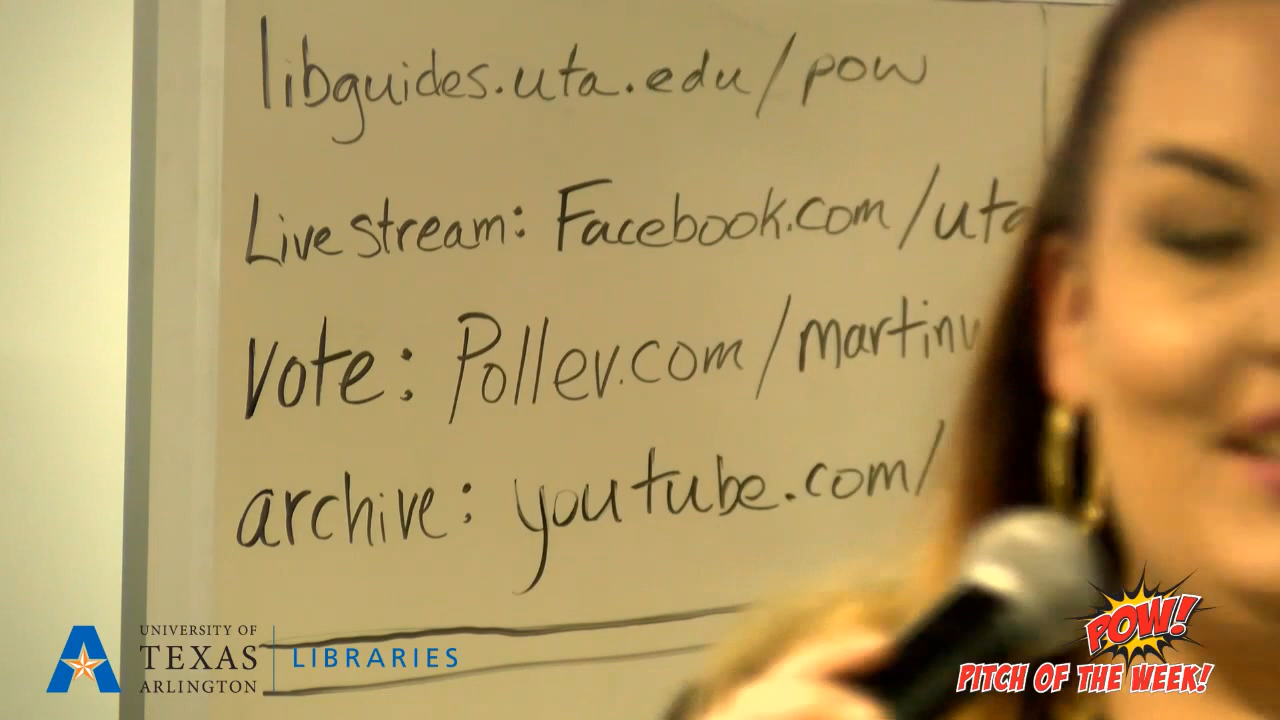 libguides.uta.edu/pow
Livestream: Facebook.com/uta
vote: Pollev.com/martinw
archive: youtube.com/
UNIVERSITY OF
TEXAS
ARLINGTON
LIBRARIES
POW!
PITCH OF THE WEEK!